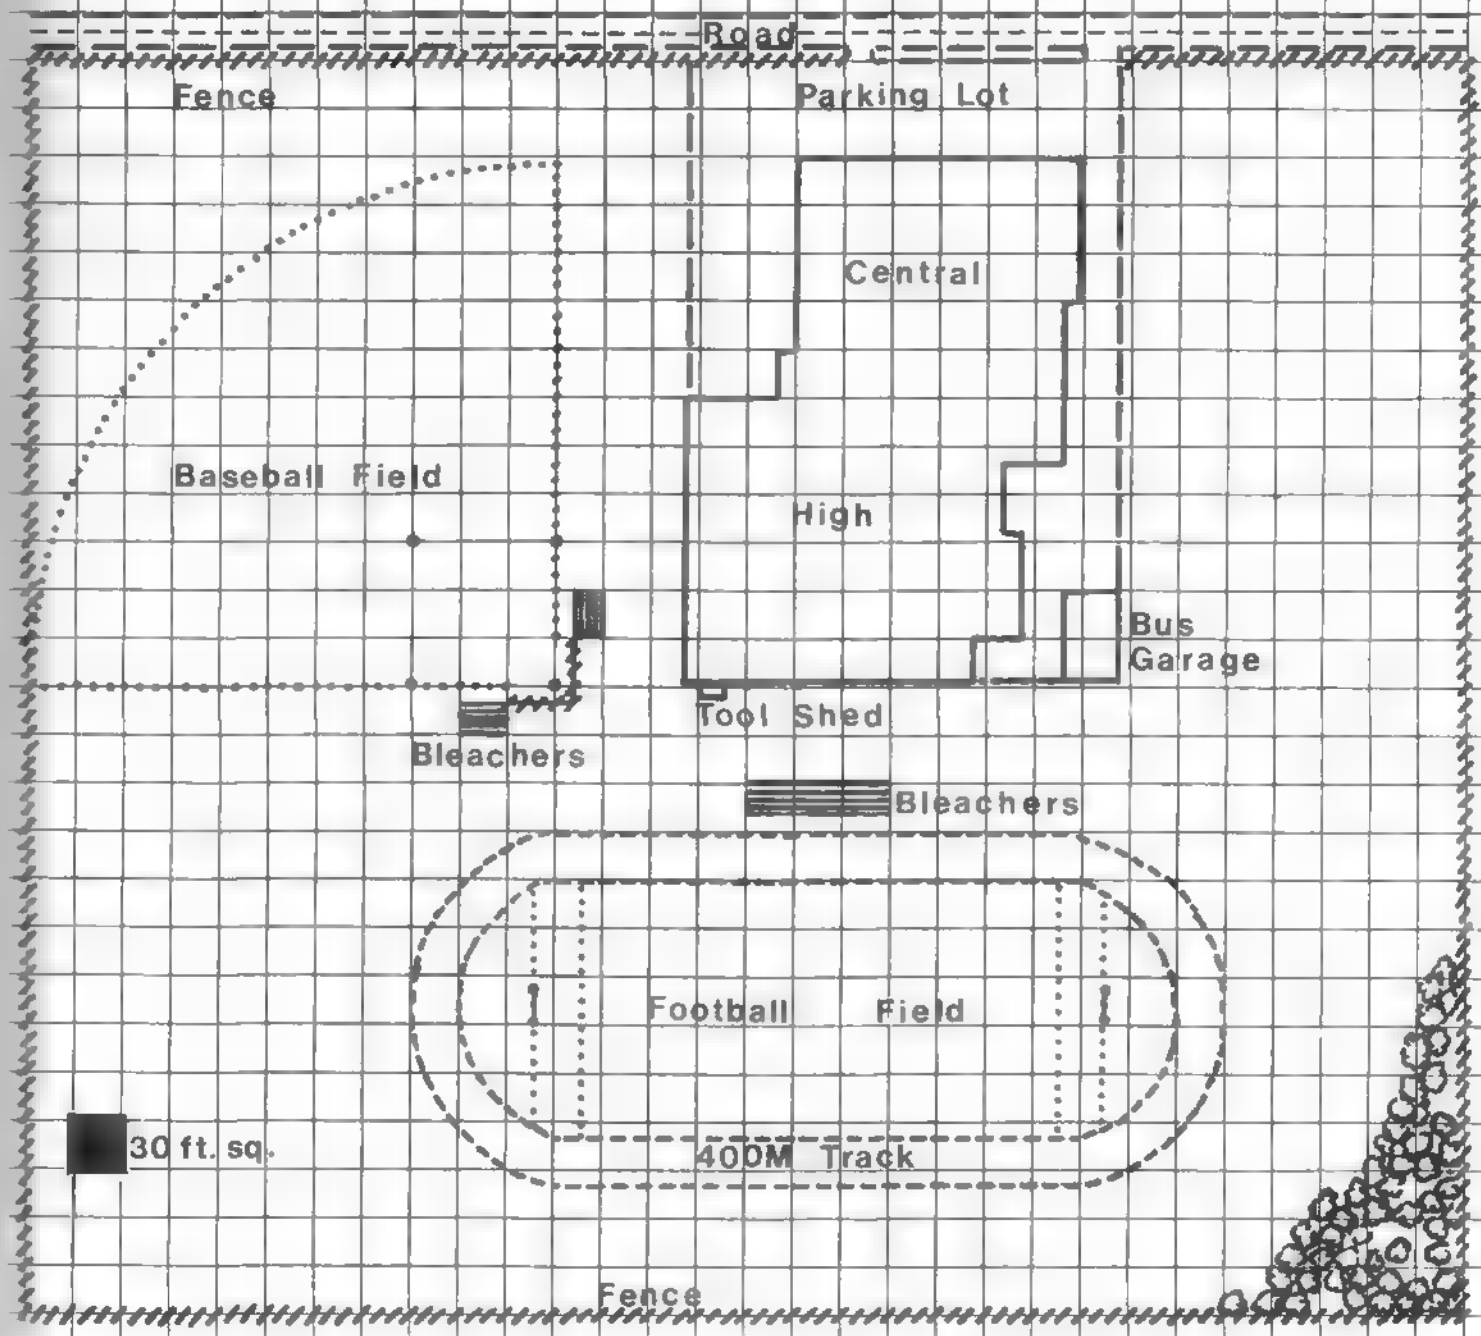 Road
Fence
Parking Lot
Central
Baseball Field
High
Bus
Garage
Tool Shed
Bleachers
Bleachers
Football Field
30 ft. sq.
400M Track
Fence